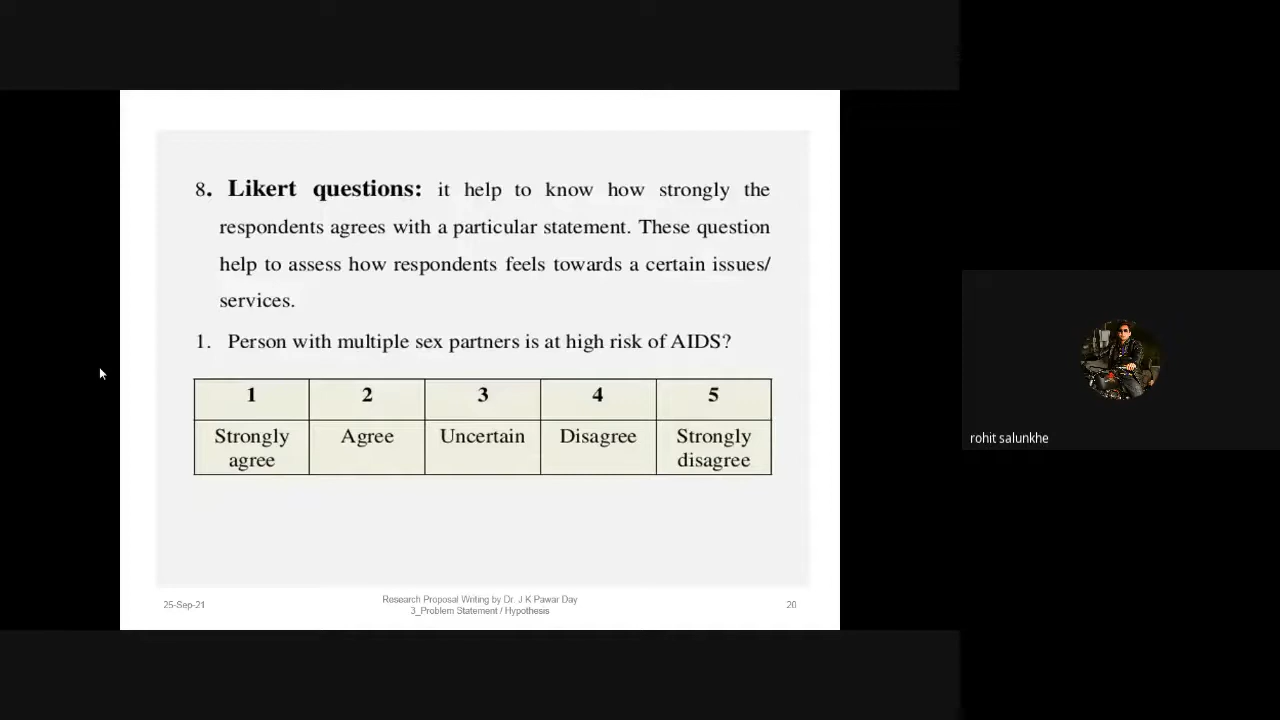 8. Likert questions: it help to know how strongly the
respondents agrees with a particular statement. These question
help to assess how respondents feels towards a certain issues/
services.
1. Person with multiple sex partners is at high risk of AIDS?
1 2 3 4 5
Strongly agree Agree Uncertain Disagree Strongly disagree
25-Sep-21
Research Proposal Writing by Dr. J K Pawar Day
3_Problem Statement / Hypothesis
20
rohit salunkhe